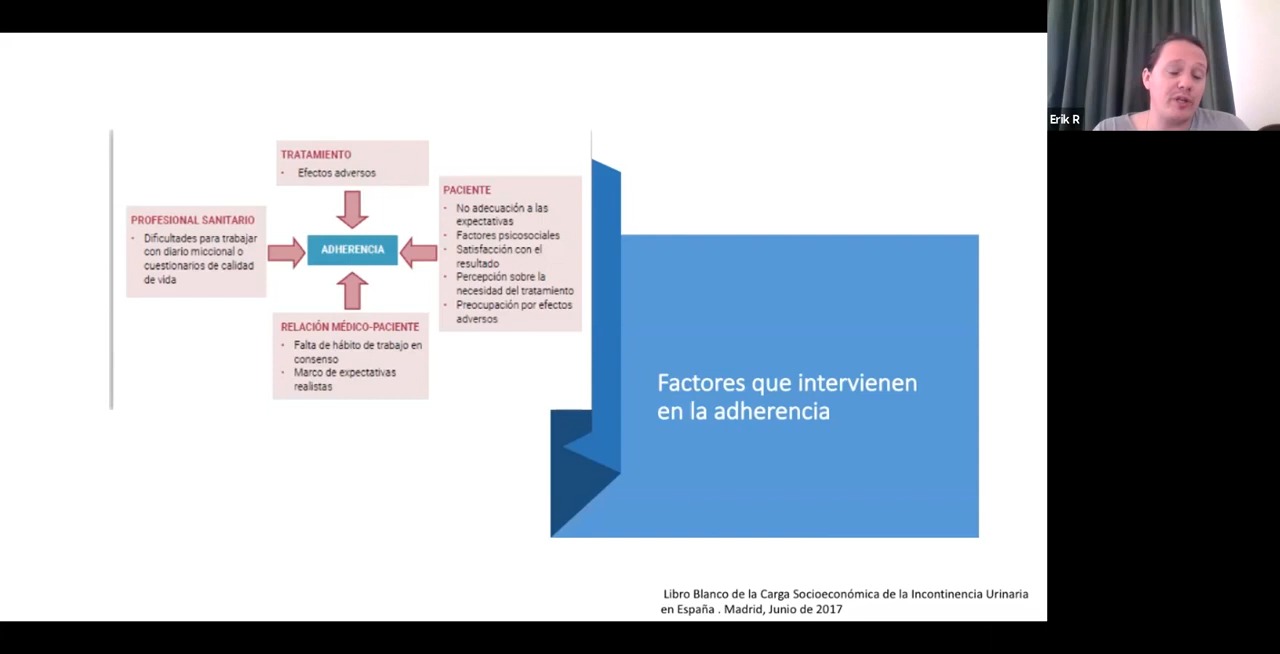 TRATAMIENTO
• Efectos adversos
PROFESIONAL SANITARIO
• Dificultades para trabajar
con diario miccional o
cuestionarios de calidad
de vida
ADHERENCIA
PACIENTE
• No adecuación a las
expectativas
• Factores psicosociales
• Satisfacción con el
resultado
• Percepción sobre la
necesidad del tratamiento
• Preocupación por efectos
adversos
RELACIÓN MÉDICO-PACIENTE
• Falta de hábito de trabajo en
consenso
• Marco de expectativas
realistas
Factores que intervienen
en la adherencia
Libro Blanco de la Carga Socioeconómica de la Incontinencia Urinaria
en España . Madrid, Junio de 2017
Erik R